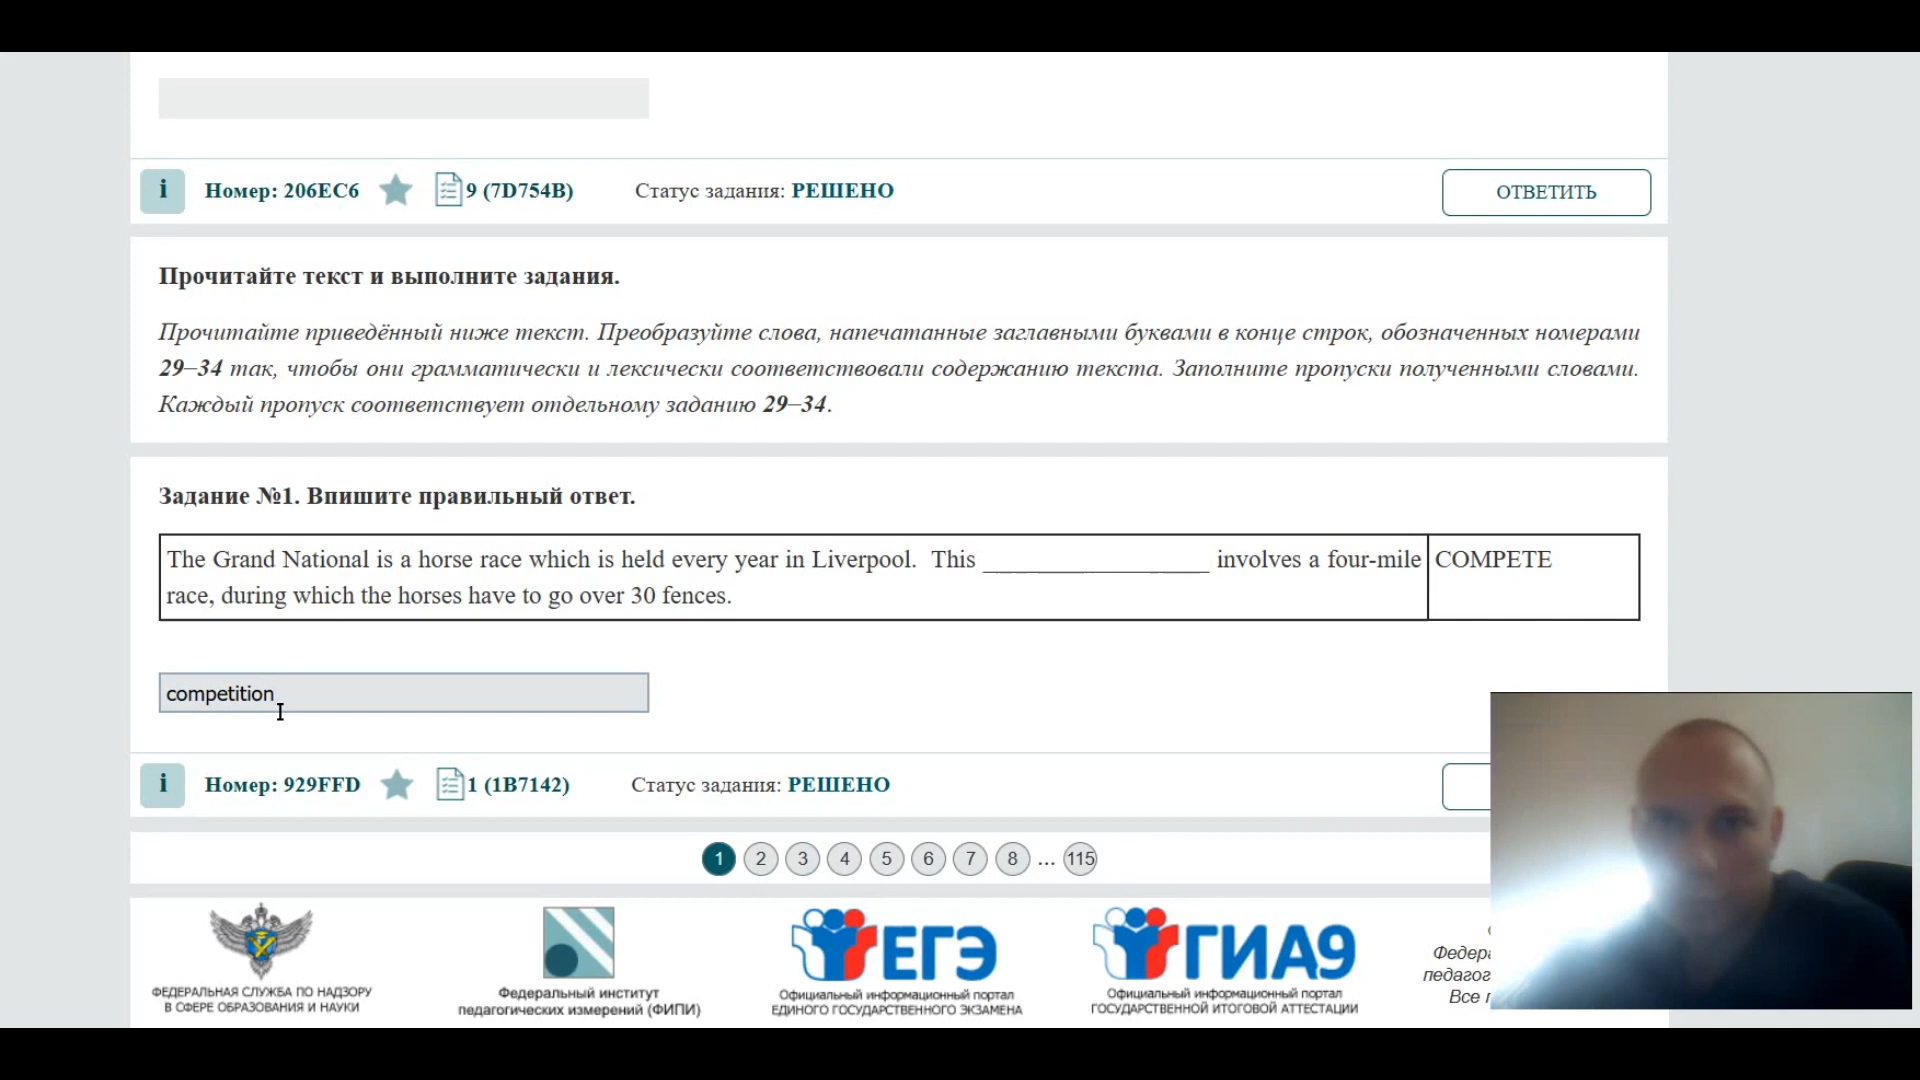 i Номер: 206EC6 9 (7D754B) Статус задания: РЕШЕНО ОТВЕТИТЬ
Прочитайте текст и выполните задания.
Прочитайте приведённый ниже текст. Преобразуйте слова, напечатанные заглавными буквами в конце строк, обозначенных номерами
29–34 так, чтобы они грамматически и лексически соответствовали содержанию текста. Заполните пропуски полученными словами.
Каждый пропуск соответствует отдельному заданию 29–34.
Задание №1. Впишите правильный ответ.
The Grand National is a horse race which is held every year in Liverpool. This __________________ involves a four-mile COMPETE
race, during which the horses have to go over 30 fences.
competition
i Номер: 929FFD 1 (1B7142) Статус задания: РЕШЕНО
1 2 3 4 5 6 7 8 ... 115
ФЕДЕРАЛЬНАЯ СЛУЖБА ПО НАДЗОРУ
В СФЕРЕ ОБРАЗОВАНИЯ И НАУКИ
Федеральный институт
педагогических измерений (ФИПИ)
ЕГЭ
Официальный информационный портал
ЕДИНОГО ГОСУДАРСТВЕННОГО ЭКЗАМЕНА
ГИА9
Официальный информационный портал
ГОСУДАРСТВЕННОЙ ИТОГОВОЙ АТТЕСТАЦИИ
Федер
педагог
Все